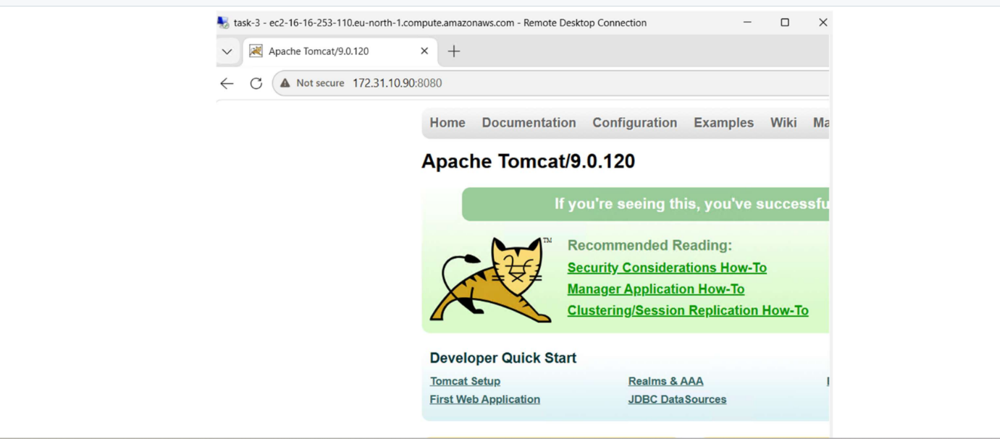 task-3 - ec2-16-16-253-110.eu-north-1.compute.amazonaws.com - Remote Desktop Connection
Apache Tomcat/9.0.120
Not secure 172.31.10.90:8080
Home Documentation Configuration Examples Wiki Ma
Apache Tomcat/9.0.120
If you're seeing this, you've successfu
TM
Recommended Reading:
Security Considerations How-To
Manager Application How-To
Clustering/Session Replication How-To
Developer Quick Start
Tomcat Setup Realms & AAA
First Web Application JDBC DataSources